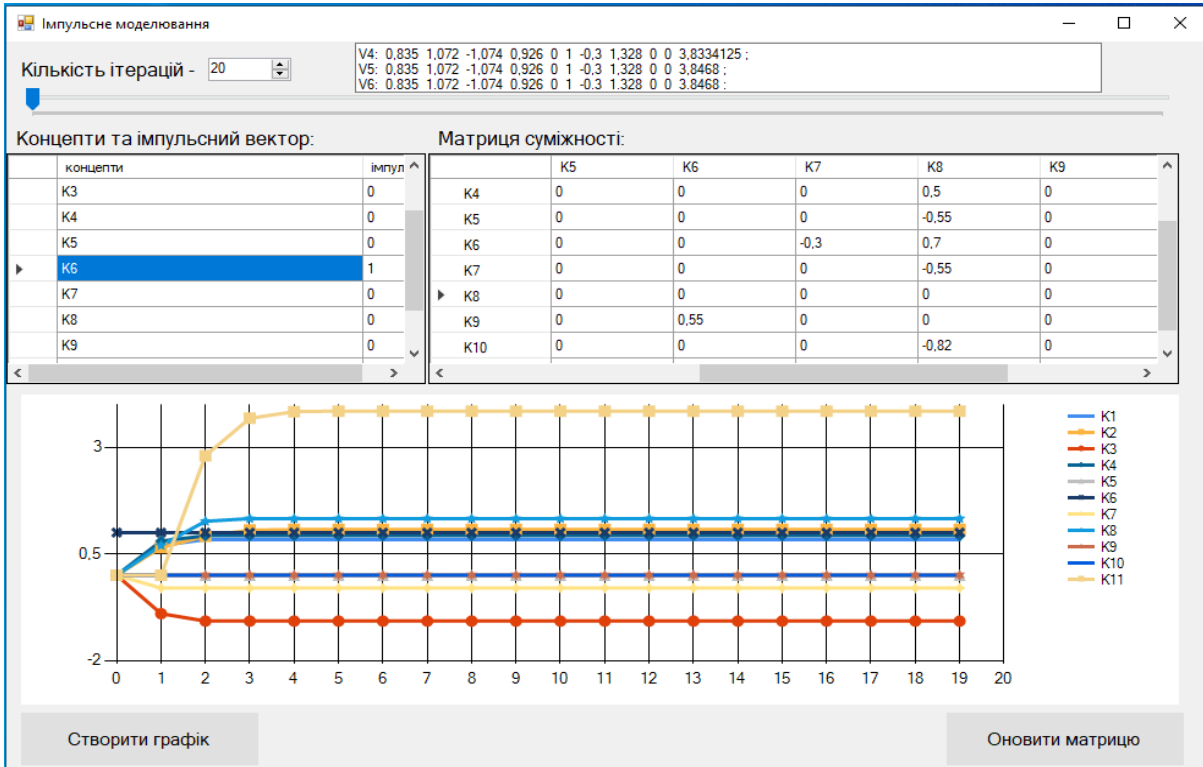 Імпульсне моделювання
Кількість ітерацій - 20
V4: 0,835 1,072 -1,074 0,926 0 1 -0,3 1,328 0 0 3,8334125 ;
V5: 0,835 1,072 -1,074 0,926 0 1 -0,3 1,328 0 0 3,8468 ;
V6: 0,835 1,072 -1,074 0,926 0 1 -0,3 1,328 0 0 3,8468 ;
Концепти та імпульсний вектор:
концепти імпул
K3 0
K4 0
K5 0
K6 1
K7 0
K8 0
K9 0
Матриця суміжності:
K5 K6 K7 K8 K9
K4 0 0 0 0,5 0
K5 0 0 0 -0,55 0
K6 0 0 -0,3 0,7 0
K7 0 0 0 -0,55 0
K8 0 0 0 0 0
K9 0 0,55 0 0 0
K10 0 0 0 -0,82 0
3
0,5
-2
0 1 2 3 4 5 6 7 8 9 10 11 12 13 14 15 16 17 18 19 20
K1
K2
K3
K4
K5
K6
K7
K8
K9
K10
K11
Створити графік
Оновити матрицю